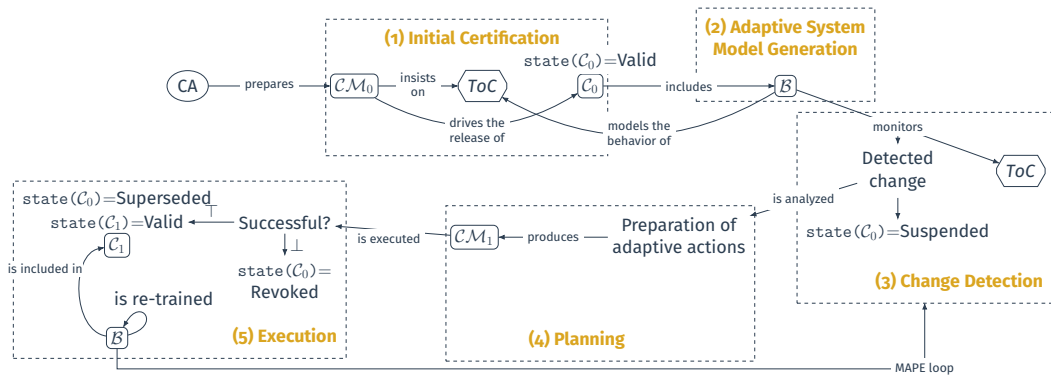 (1) Initial Certification
(2) Adaptive System
Model Generation
state(𝒞₀)=Valid
CA
prepares
𝒞ℳ₀
insists
on
ToC
𝒞₀
includes
ℬ
drives the
release of
models the
behavior of
monitors
Detected
change
ToC
state(𝒞₀)=Suspended
(3) Change Detection
is analyzed
Preparation of
adaptive actions
produces
𝒞ℳ₁
(4) Planning
is executed
state(𝒞₀)=Superseded
⊤
state(𝒞₁)=Valid
Successful?
𝒞₁
⊥
state(𝒞₀)=
Revoked
is included in
is re-trained
ℬ
(5) Execution
MAPE loop